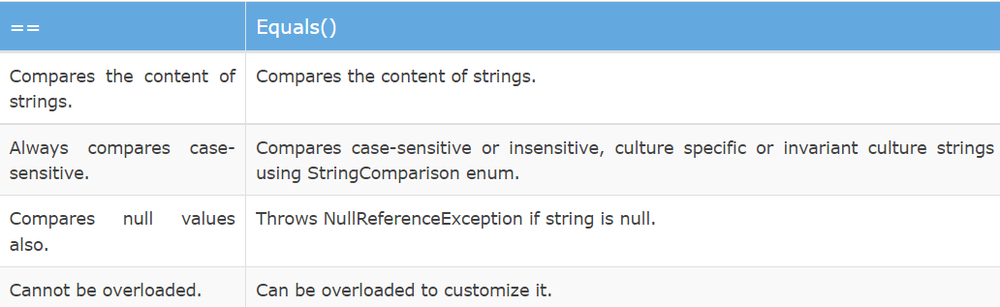 ==
Equals()
Compares the content of
strings.
Compares the content of strings.
Always compares case-
sensitive.
Compares case-sensitive or insensitive, culture specific or invariant culture strings
using StringComparison enum.
Compares null values
also.
Throws NullReferenceException if string is null.
Cannot be overloaded.
Can be overloaded to customize it.